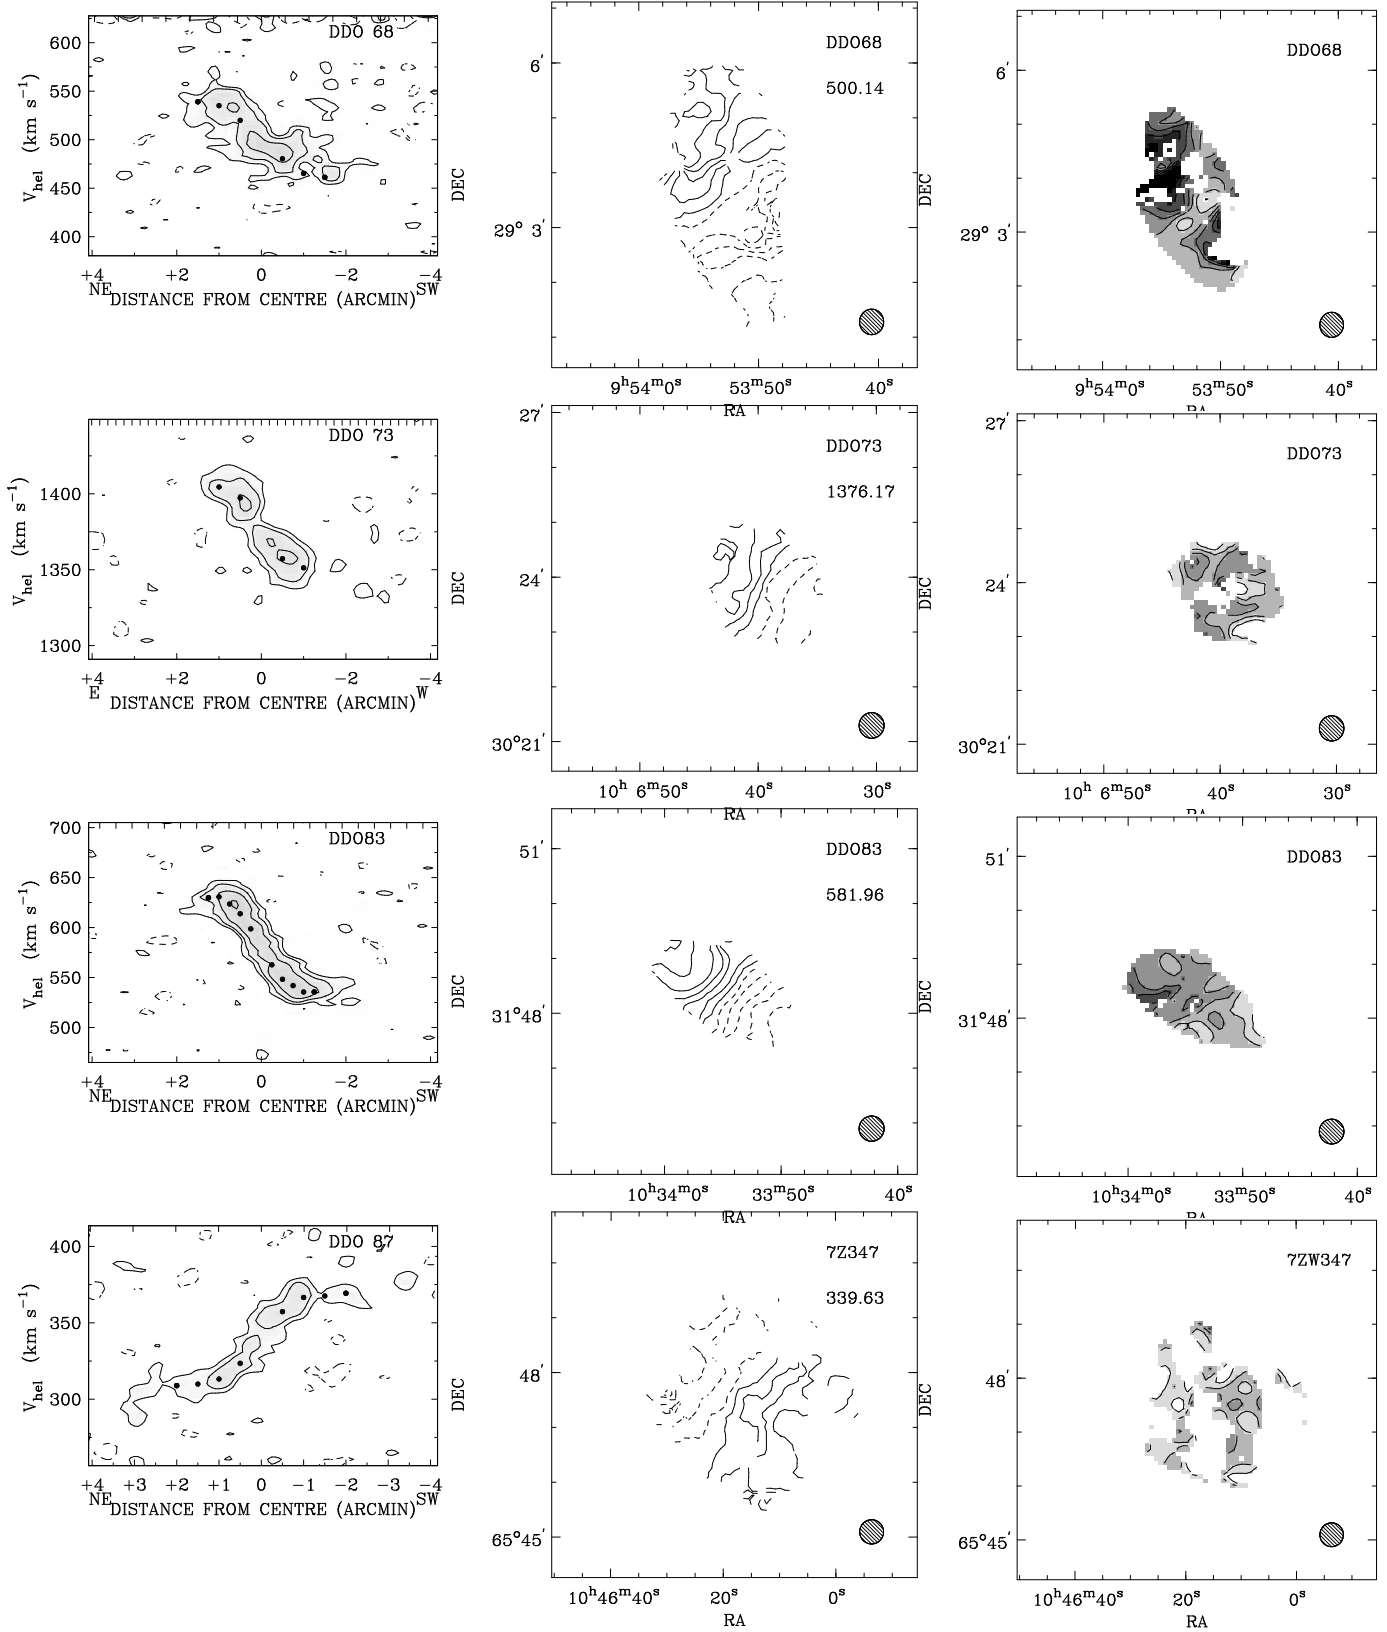 DDO 68
600
550
500
450
400
V_hel (km s⁻¹)
+4 +2 0 −2 −4
NE DISTANCE FROM CENTRE (ARCMIN) SW
DDO68
500.14
6′
29° 3′
DEC
9ʰ54ᵐ0ˢ 53ᵐ50ˢ 40ˢ
RA
DDO68
6′
29° 3′
DEC
9ʰ54ᵐ0ˢ 53ᵐ50ˢ 40ˢ
RA
DDO 73
1400
1350
1300
V_hel (km s⁻¹)
+4 +2 0 −2 −4
E DISTANCE FROM CENTRE (ARCMIN) W
DDO73
1376.17
27′
24′
30°21′
DEC
10ʰ 6ᵐ50ˢ 40ˢ 30ˢ
RA
DDO73
27′
24′
30°21′
DEC
10ʰ 6ᵐ50ˢ 40ˢ 30ˢ
RA
DDO83
700
650
600
550
500
V_hel (km s⁻¹)
+4 +2 0 −2 −4
NE DISTANCE FROM CENTRE (ARCMIN) SW
DDO83
581.96
51′
31°48′
DEC
10ʰ34ᵐ0ˢ 33ᵐ50ˢ 40ˢ
RA
DDO83
51′
31°48′
DEC
10ʰ34ᵐ0ˢ 33ᵐ50ˢ 40ˢ
RA
DDO 87
400
350
300
V_hel (km s⁻¹)
+4 +3 +2 +1 0 −1 −2 −3 −4
NE DISTANCE FROM CENTRE (ARCMIN) SW
7Z347
339.63
48′
65°45′
DEC
10ʰ46ᵐ40ˢ 20ˢ 0ˢ
RA
7ZW347
48′
65°45′
DEC
10ʰ46ᵐ40ˢ 20ˢ 0ˢ
RA